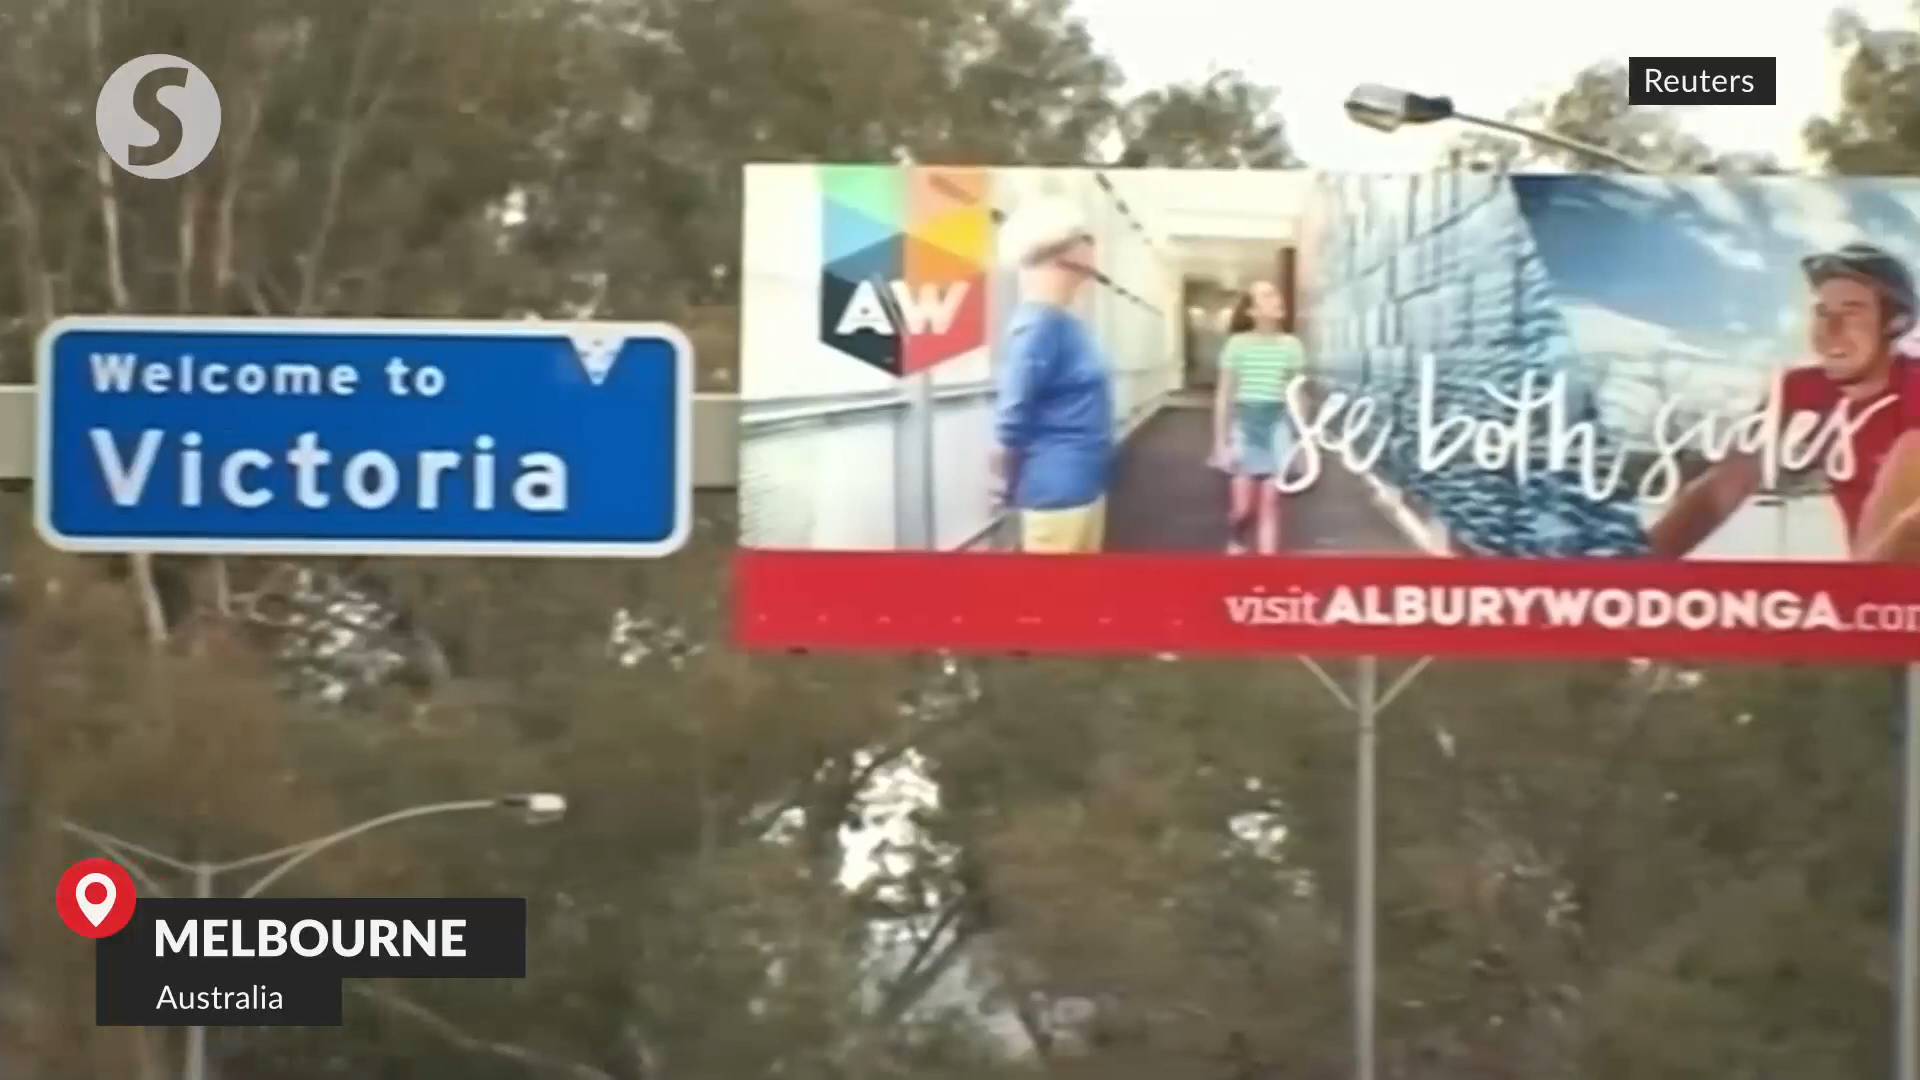 S
Reuters
Welcome to
Victoria
AW
see both sides
visitALBURYWODONGA.com
MELBOURNE
Australia